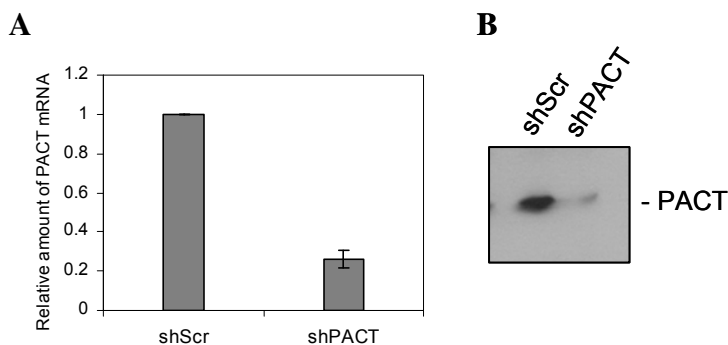 A
Relative amount of PACT mRNA
1.2
1
0.8
0.6
0.4
0.2
0
shScr
shPACT
B
shScr
shPACT
- PACT